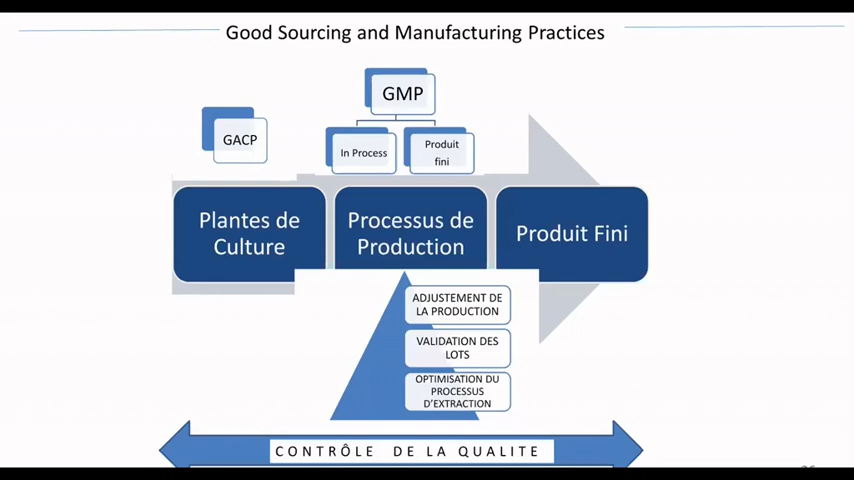 Good Sourcing and Manufacturing Practices
GMP
GACP
In Process
Produit
fini
Plantes de
Culture
Processus de
Production
Produit Fini
ADJUSTEMENT DE
LA PRODUCTION
VALIDATION DES
LOTS
OPTIMISATION DU
PROCESSUS
D'EXTRACTION
CONTRÔLE DE LA QUALITE